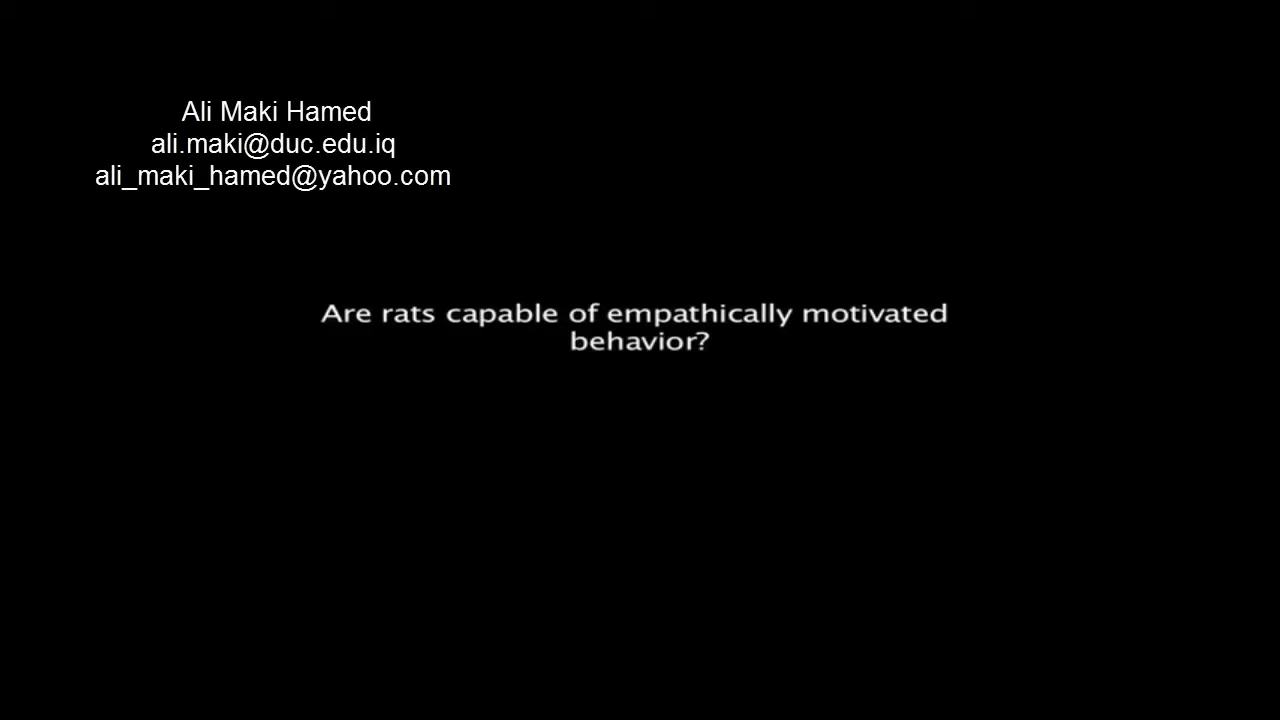 Ali Maki Hamed
ali.maki@duc.edu.iq
ali_maki_hamed@yahoo.com
Are rats capable of empathically motivated
behavior?